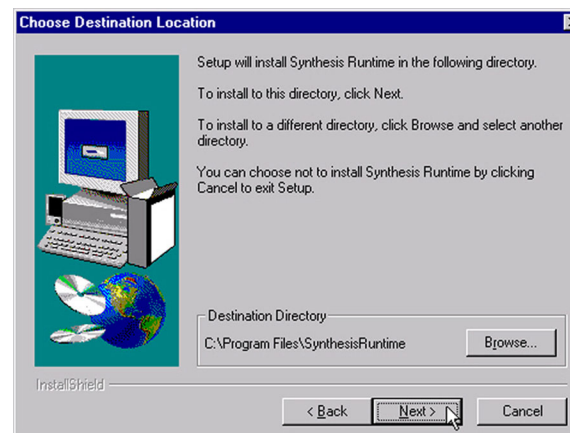 Choose Destination Location
Setup will install Synthesis Runtime in the following directory.
To install to this directory, click Next.
To install to a different directory, click Browse and select another
directory.
You can choose not to install Synthesis Runtime by clicking
Cancel to exit Setup.
Destination Directory
C:\Program Files\SynthesisRuntime
Browse...
InstallShield
< Back
Next >
Cancel